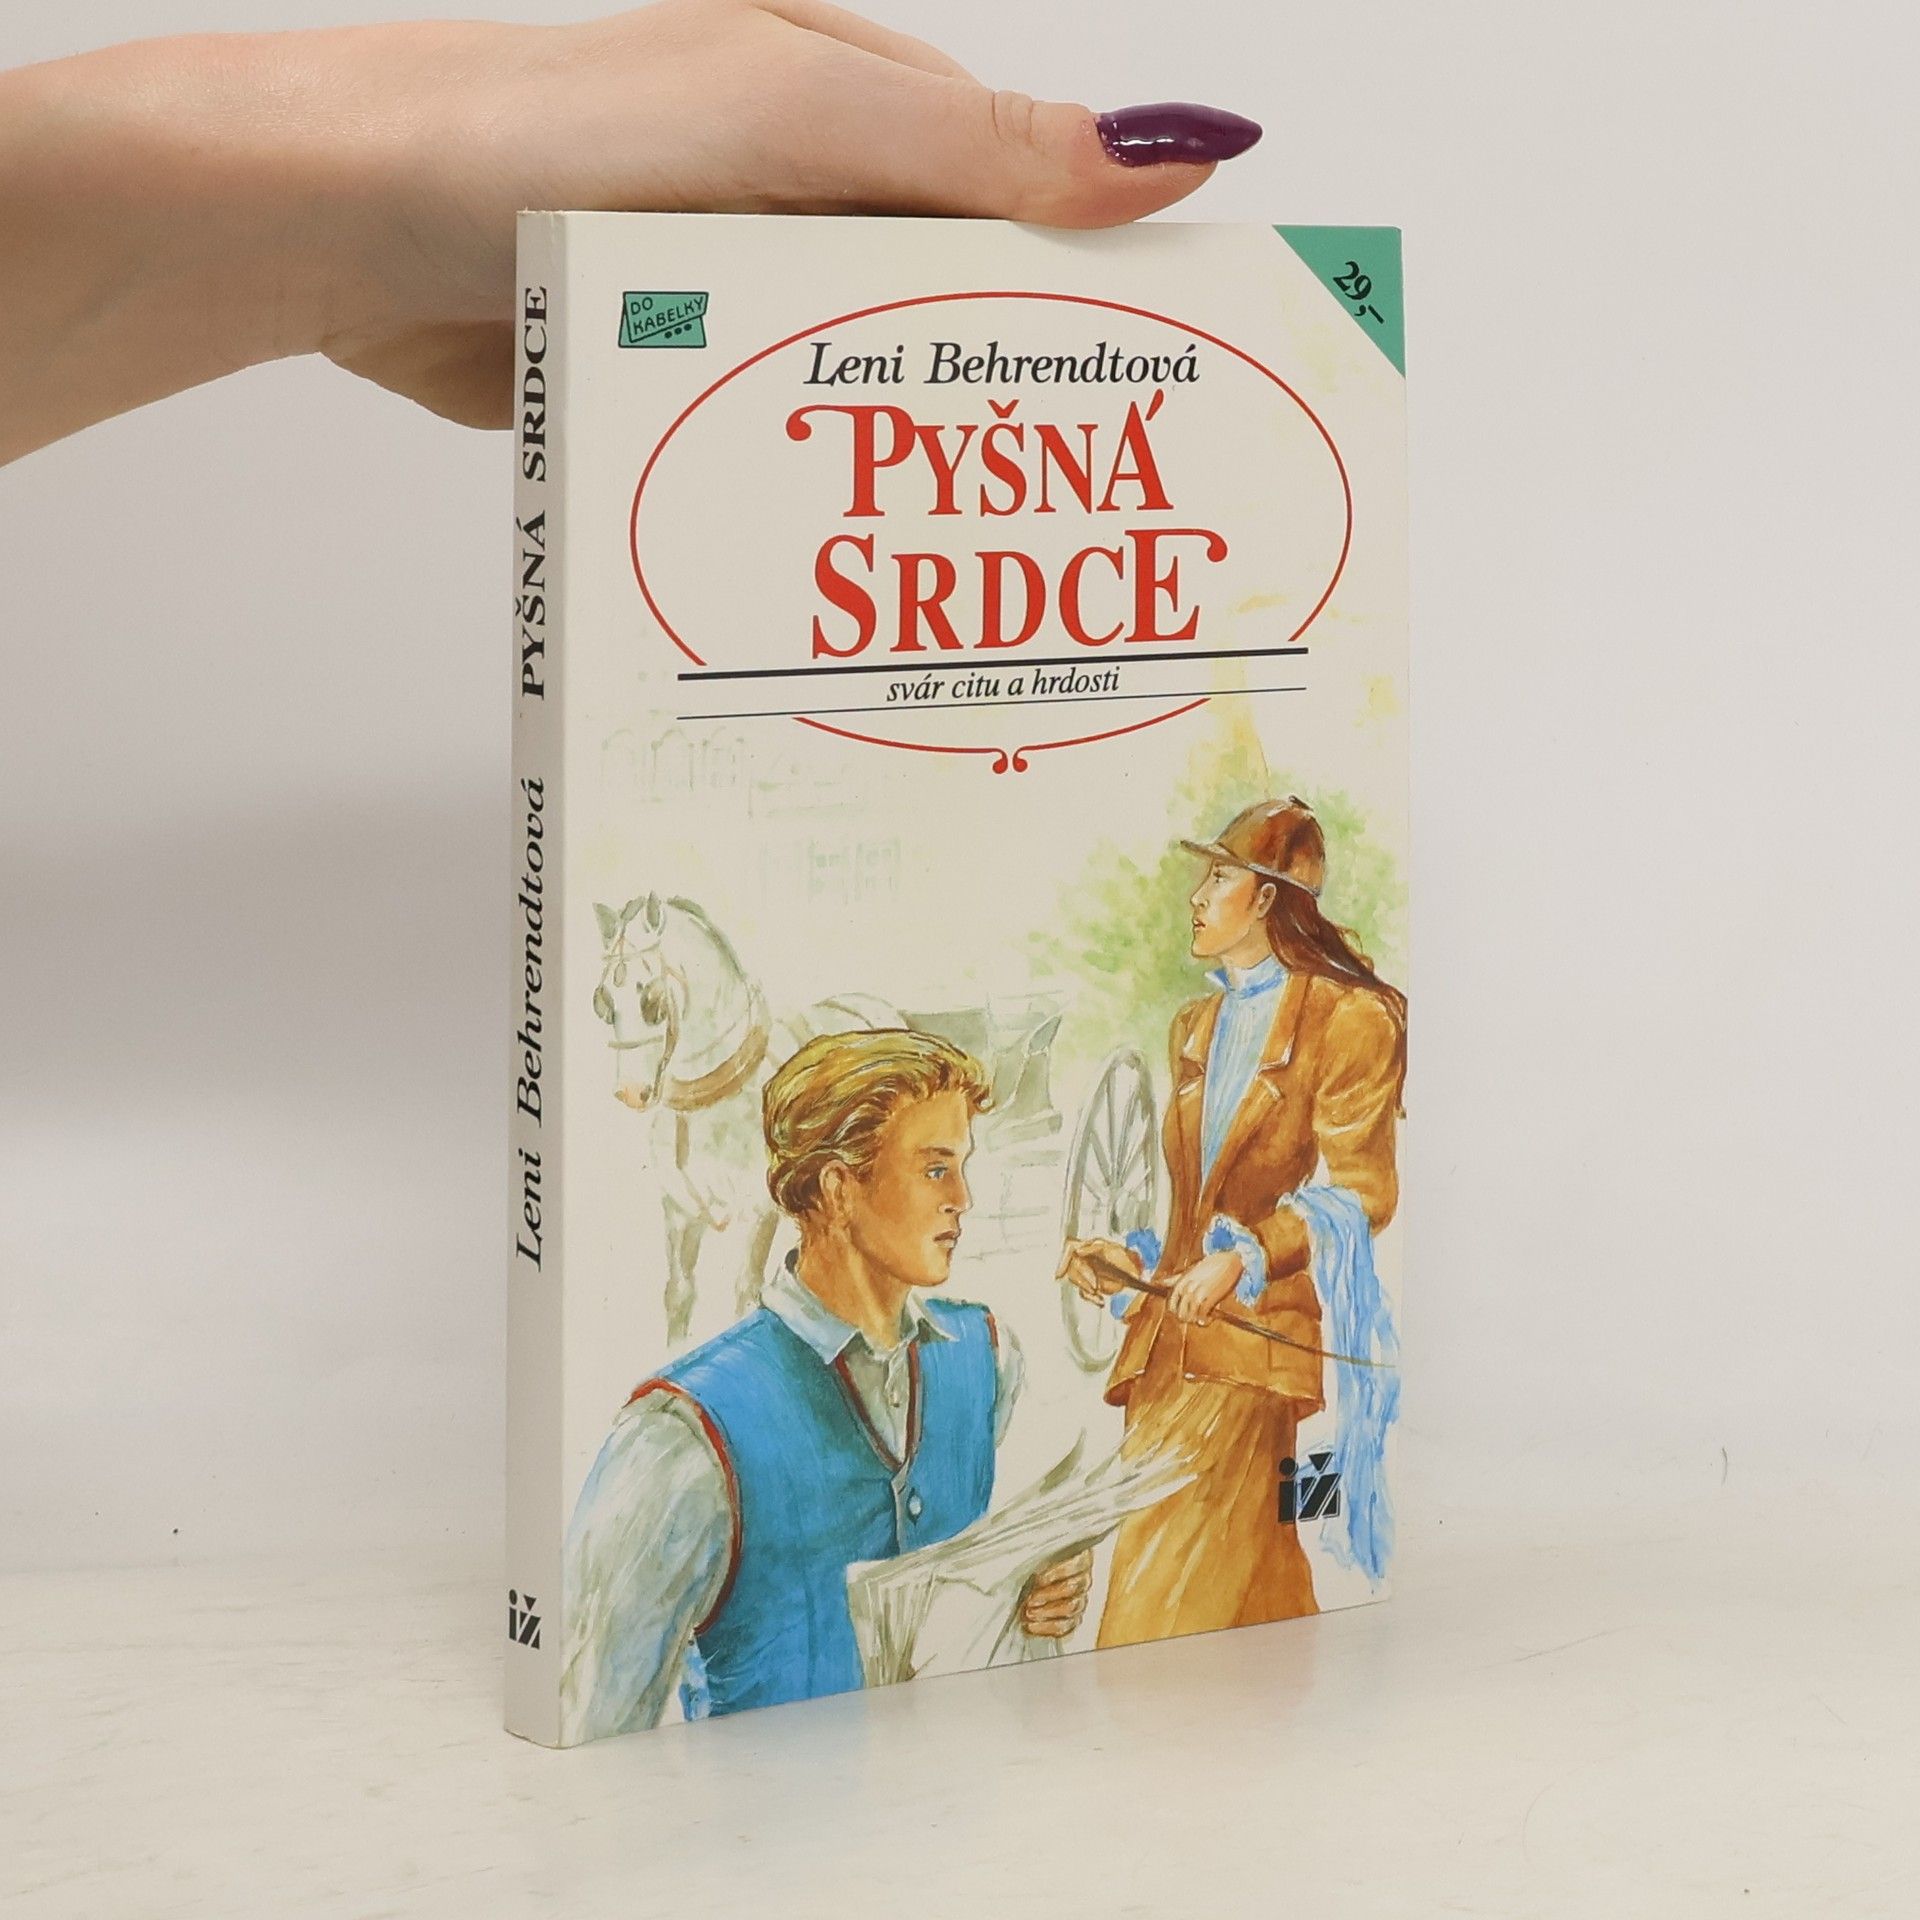 DO
KABELKY
29,-
Leni Behrendtová
PYŠNÁ
SRDCE
svár citu a hrdosti
Leni Behrendtová PYŠNÁ SRDCE
iž
iž